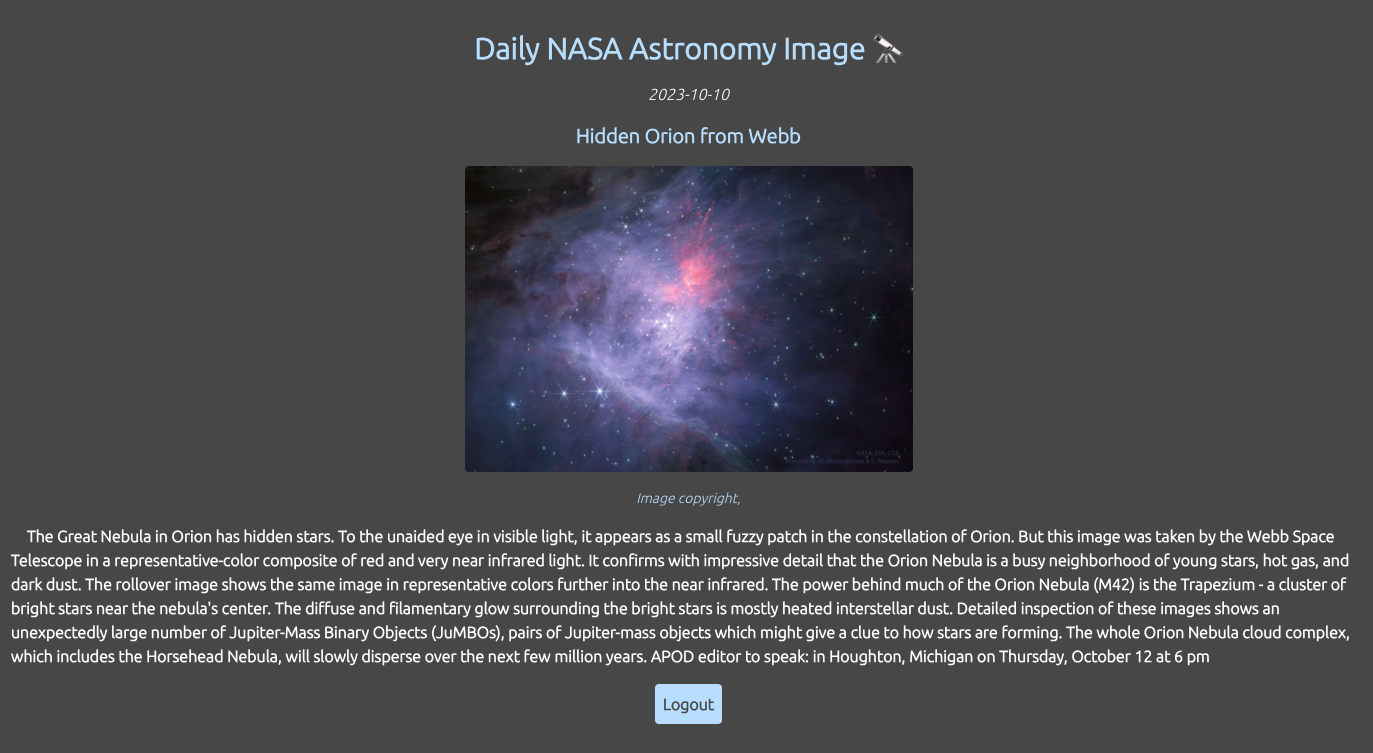 Daily NASA Astronomy Image
2023-10-10
Hidden Orion from Webb
NASA, ESA, CSA,
Image copyright,
The Great Nebula in Orion has hidden stars. To the unaided eye in visible light, it appears as a small fuzzy patch in the constellation of Orion. But this image was taken by the Webb Space
Telescope in a representative-color composite of red and very near infrared light. It confirms with impressive detail that the Orion Nebula is a busy neighborhood of young stars, hot gas, and
dark dust. The rollover image shows the same image in representative colors further into the near infrared. The power behind much of the Orion Nebula (M42) is the Trapezium - a cluster of
bright stars near the nebula's center. The diffuse and filamentary glow surrounding the bright stars is mostly heated interstellar dust. Detailed inspection of these images shows an
unexpectedly large number of Jupiter-Mass Binary Objects (JuMBOs), pairs of Jupiter-mass objects which might give a clue to how stars are forming. The whole Orion Nebula cloud complex,
which includes the Horsehead Nebula, will slowly disperse over the next few million years. APOD editor to speak: in Houghton, Michigan on Thursday, October 12 at 6 pm
Logout